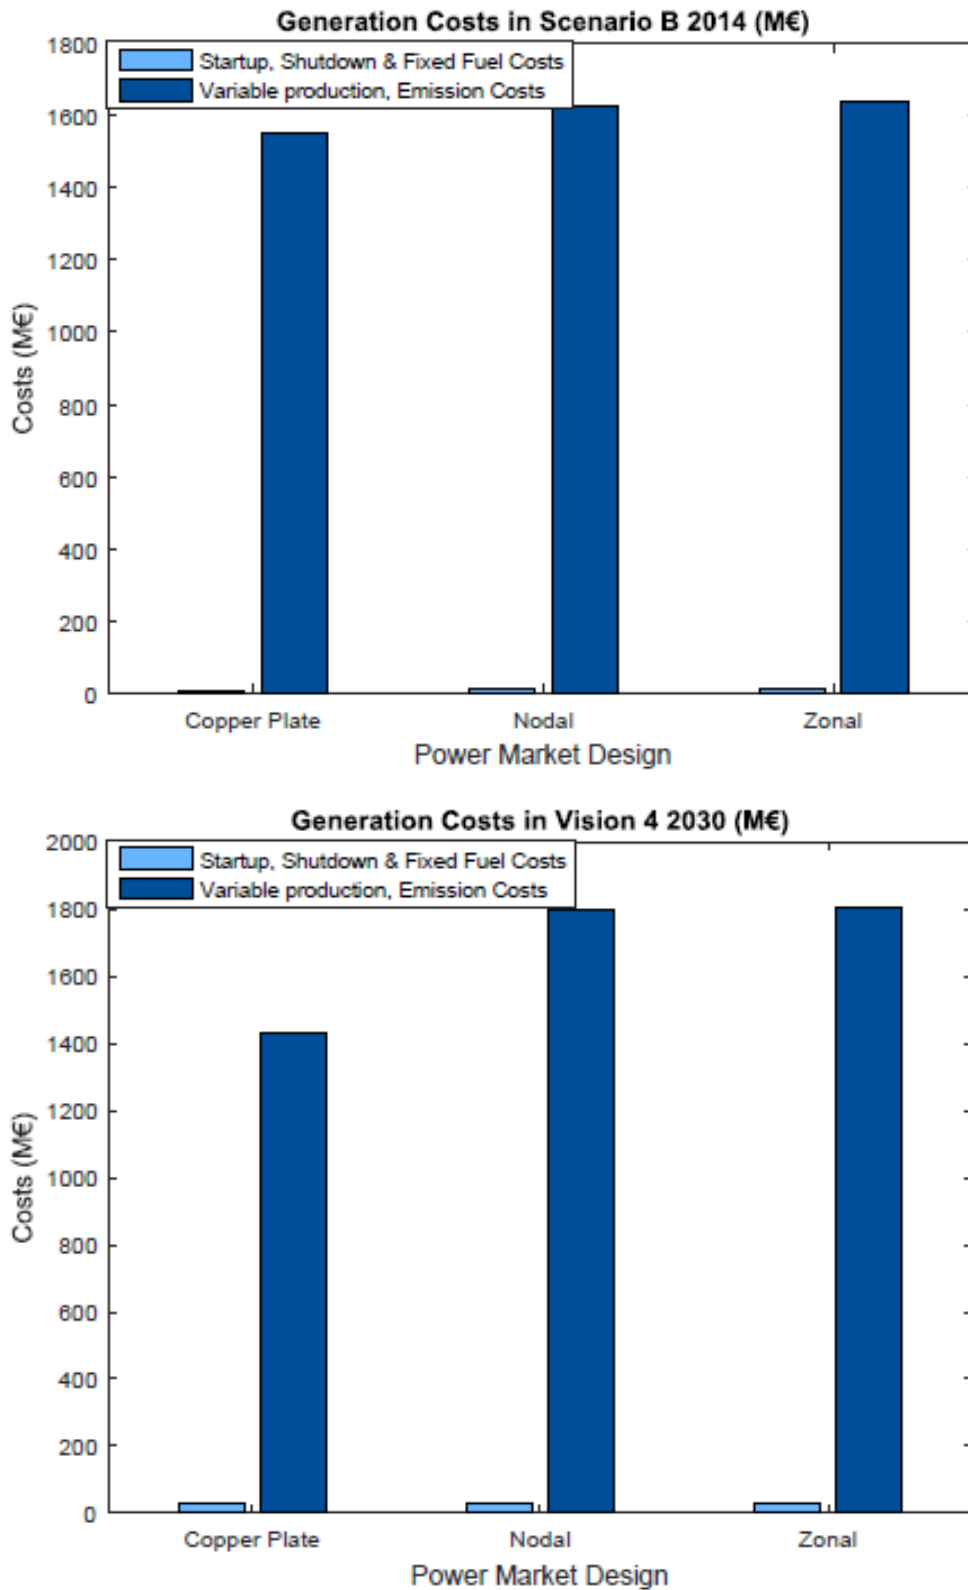 Generation Costs in Scenario B 2014 (M€)
1800
Startup, Shutdown & Fixed Fuel Costs
Variable production, Emission Costs
1600
1400
1200
1000
800
600
400
200
0
Costs (M€)
Copper Plate Nodal Zonal
Power Market Design
Generation Costs in Vision 4 2030 (M€)
2000
Startup, Shutdown & Fixed Fuel Costs
Variable production, Emission Costs
1800
1600
1400
1200
1000
800
600
400
200
0
Costs (M€)
Copper Plate Nodal Zonal
Power Market Design